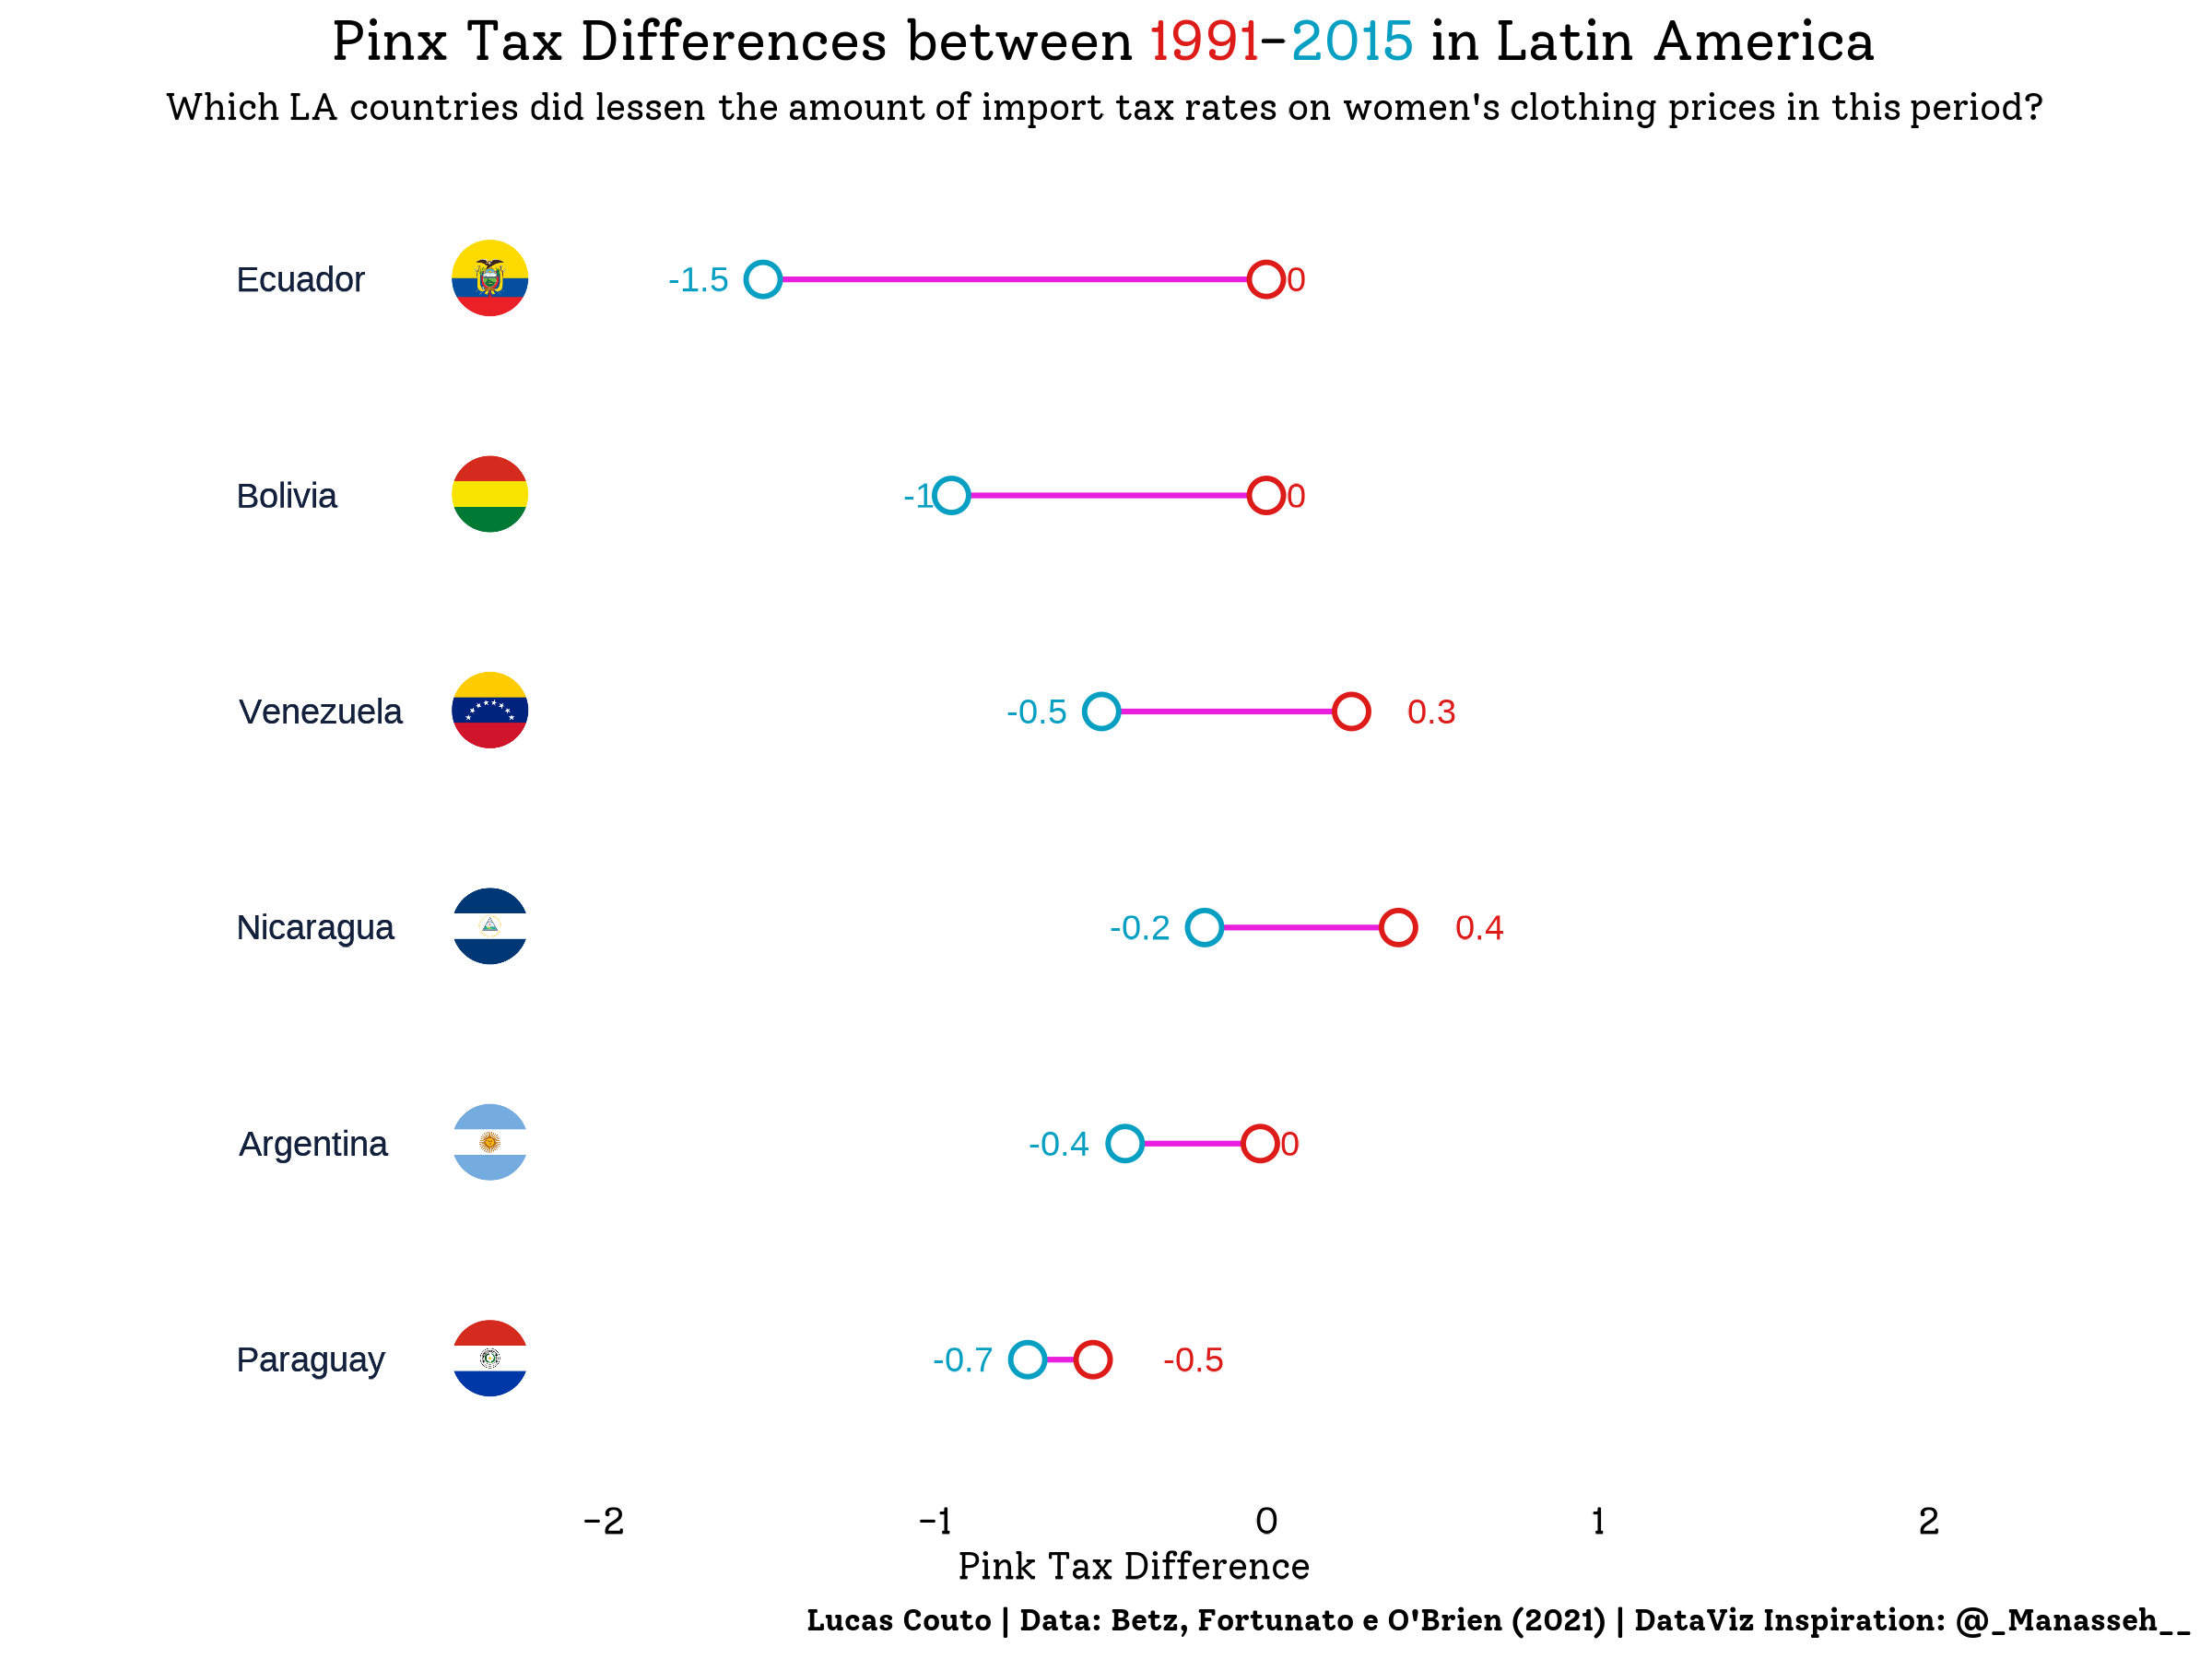 Pinx Tax Differences between 1991-2015 in Latin America
Which LA countries did lessen the amount of import tax rates on women's clothing prices in this period?
Ecuador -1.5 0
Bolivia -1 0
Venezuela -0.5 0.3
Nicaragua -0.2 0.4
Argentina -0.4 0
Paraguay -0.7 -0.5
-2 -1 0 1 2
Pink Tax Difference
Lucas Couto | Data: Betz, Fortunato e O'Brien (2021) | DataViz Inspiration: @_Manasseh__